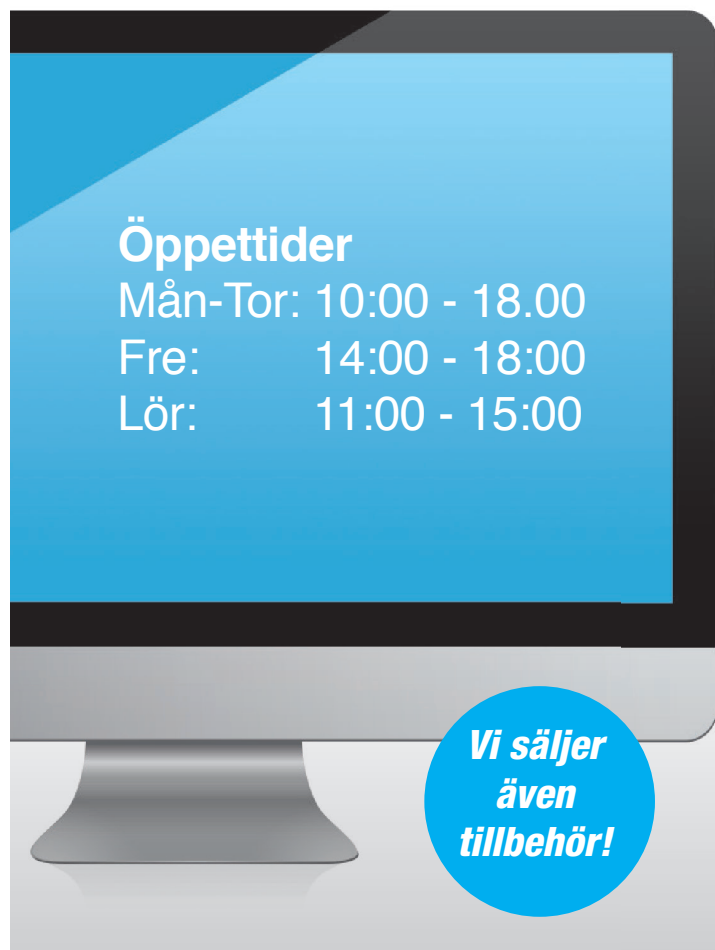 Öppettider
Mån-Tor: 10:00 - 18.00
Fre: 14:00 - 18:00
Lör: 11:00 - 15:00
Vi säljer
även
tillbehör!